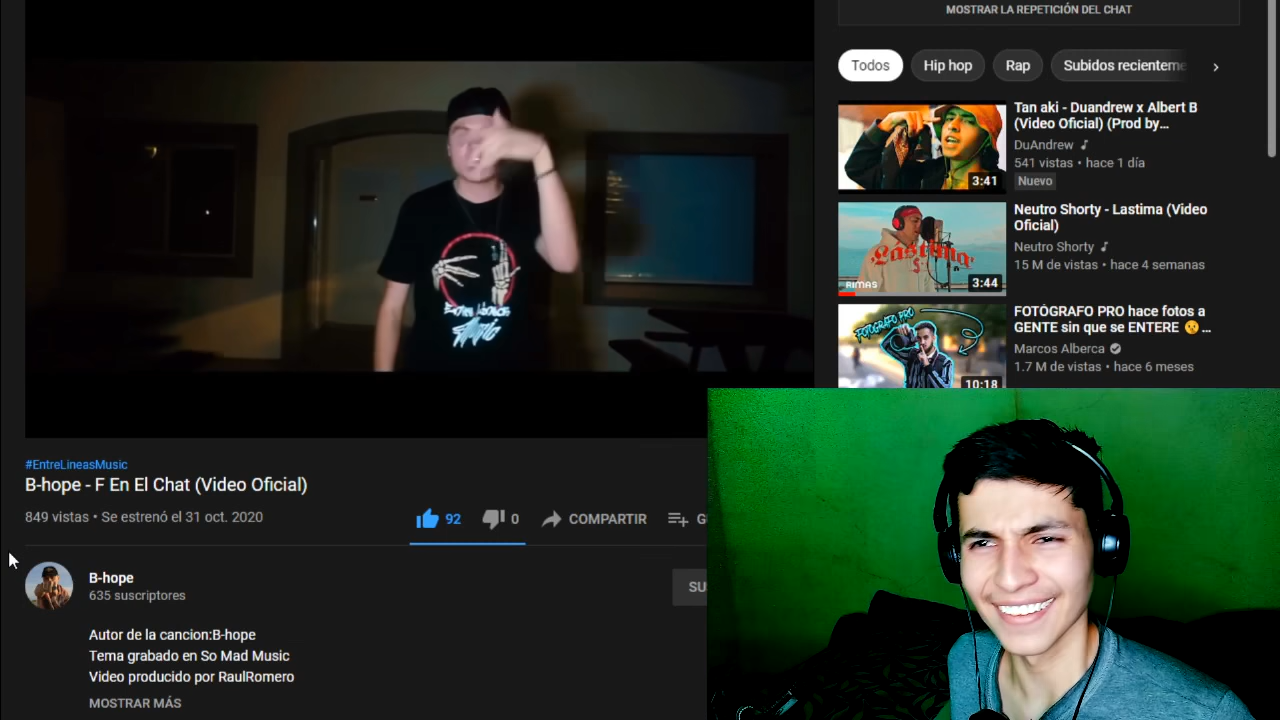 MOSTRAR LA REPETICIÓN DEL CHAT
Todos
Hip hop
Rap
Subidos recienteme
Tan aki - Duandrew x Albert B
(Video Oficial) (Prod by...
DuAndrew
541 vistas • hace 1 día
Nuevo
3:41
Neutro Shorty - Lastima (Video
Oficial)
Neutro Shorty
15 M de vistas • hace 4 semanas
Lastima
RIMAS
3:44
FOTÓGRAFO PRO hace fotos a
GENTE sin que se ENTERE 😯...
Marcos Alberca
1.7 M de vistas • hace 6 meses
FOTÓGRAFO PRO
10:18
#EntreLineasMusic
B-hope - F En El Chat (Video Oficial)
849 vistas • Se estrenó el 31 oct. 2020
92
0
COMPARTIR
G
B-hope
635 suscriptores
SU
Autor de la cancion:B-hope
Tema grabado en So Mad Music
Video producido por RaulRomero
MOSTRAR MÁS